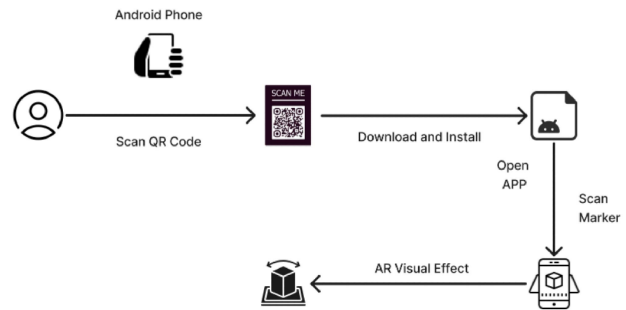 Android Phone
SCAN ME
Scan QR Code
Download and Install
Open
APP
Scan
Marker
AR Visual Effect